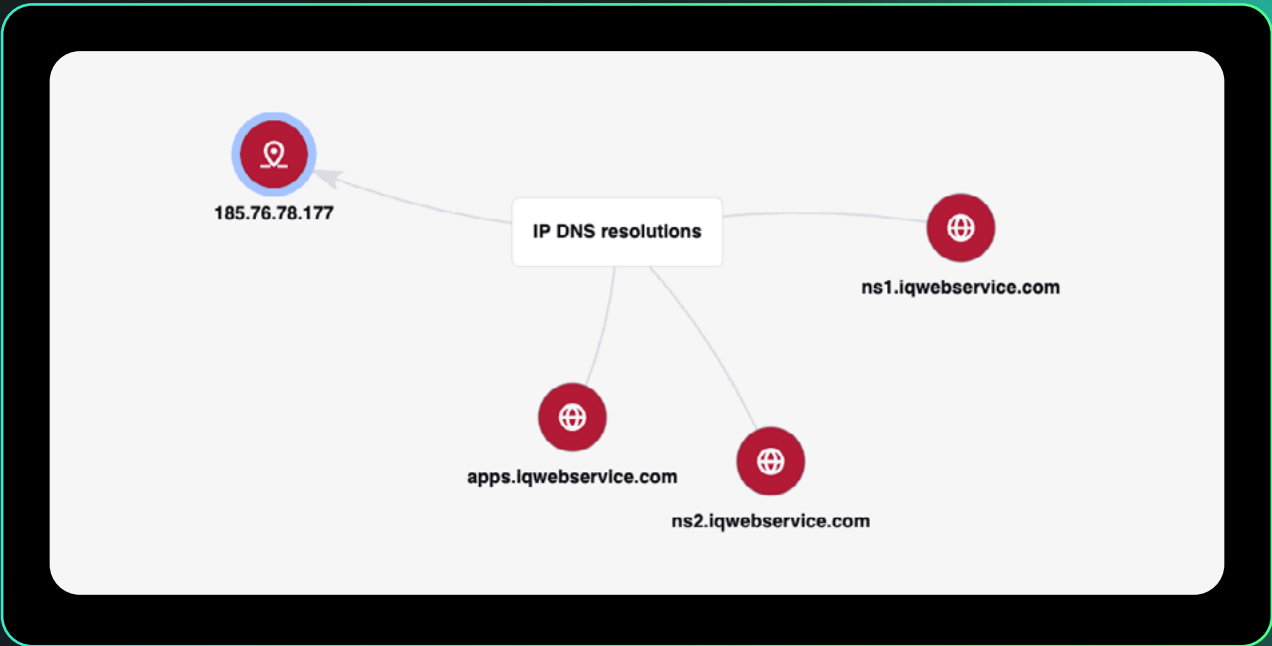 185.76.78.177
IP DNS resolutions
ns1.iqwebservice.com
apps.iqwebservice.com
ns2.iqwebservice.com